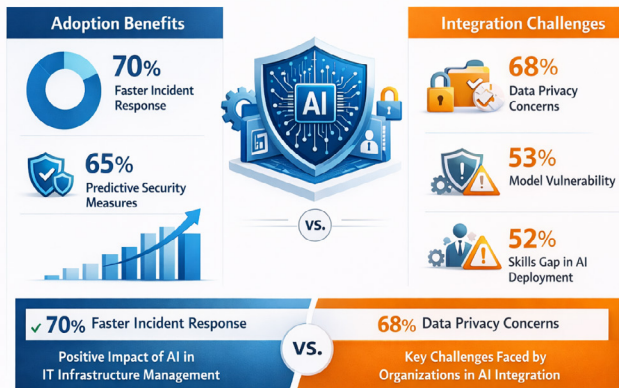 Adoption Benefits
70%
Faster Incident
Response
65%
Predictive Security
Measures
AI
VS.
Integration Challenges
68%
Data Privacy
Concerns
53%
Model Vulnerability
52%
Skills Gap in AI
Deployment
✓ 70% Faster Incident Response
Positive Impact of AI in
IT Infrastructure Management
VS.
68% Data Privacy Concerns
Key Challenges Faced by
Organizations in AI Integration